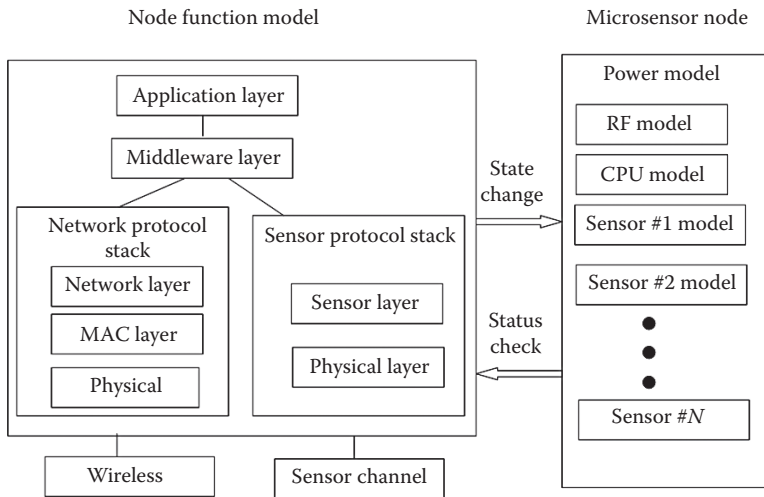 Node function model
Microsensor node
Application layer
Middleware layer
Network protocol
stack
Network layer
MAC layer
Physical
Sensor protocol stack
Sensor layer
Physical layer
Wireless
Sensor channel
State
change
Status
check
Power model
RF model
CPU model
Sensor #1 model
Sensor #2 model
Sensor #N